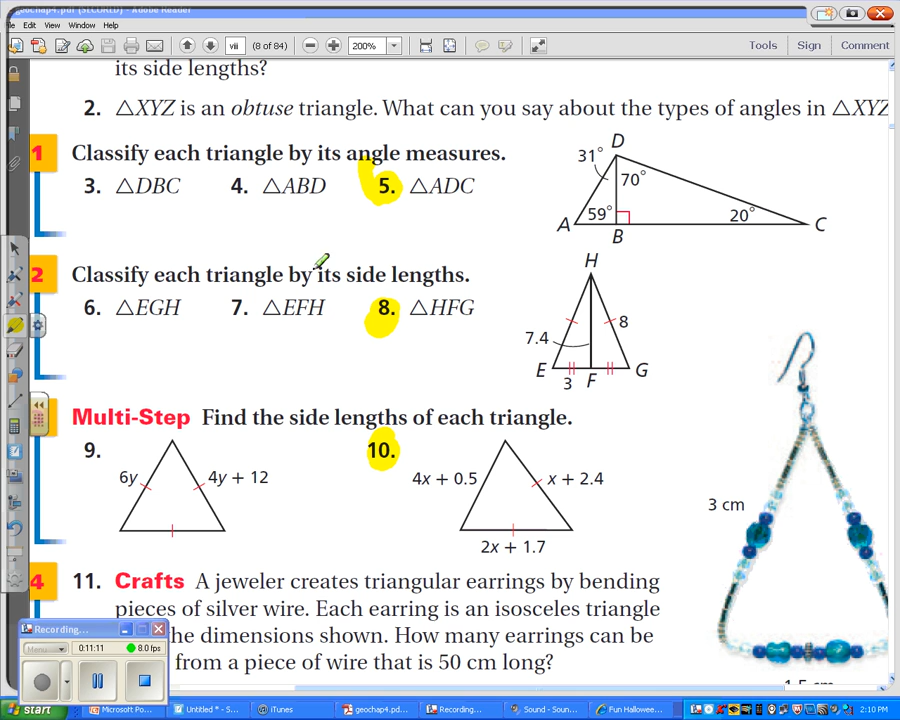 geochap4.pdf (SECURED) - Adobe Reader
File Edit View Window Help
viii (8 of 84) 200% Tools Sign Comment
its side lengths?
2. △XYZ is an obtuse triangle. What can you say about the types of angles in △XYZ
1 Classify each triangle by its angle measures.
3. △DBC 4. △ABD 5. △ADC
D
31°
70°
59°
20°
A
B
C
2 Classify each triangle by its side lengths.
6. △EGH 7. △EFH 8. △HFG
H
7.4
8
E
3
F
G
Multi-Step Find the side lengths of each triangle.
9. 10.
6y 4y + 12
4x + 0.5 x + 2.4
2x + 1.7
3 cm
4 11. Crafts A jeweler creates triangular earrings by bending
pieces of silver wire. Each earring is an isosceles triangle
he dimensions shown. How many earrings can be
from a piece of wire that is 50 cm long?
Recording...
Menu 0:11:11 8.0 fps
start Microsoft Po... Untitled * - S... iTunes geochap4.pd... Recording... Sound - Soun... Fun Hallowee... 2:10 PM